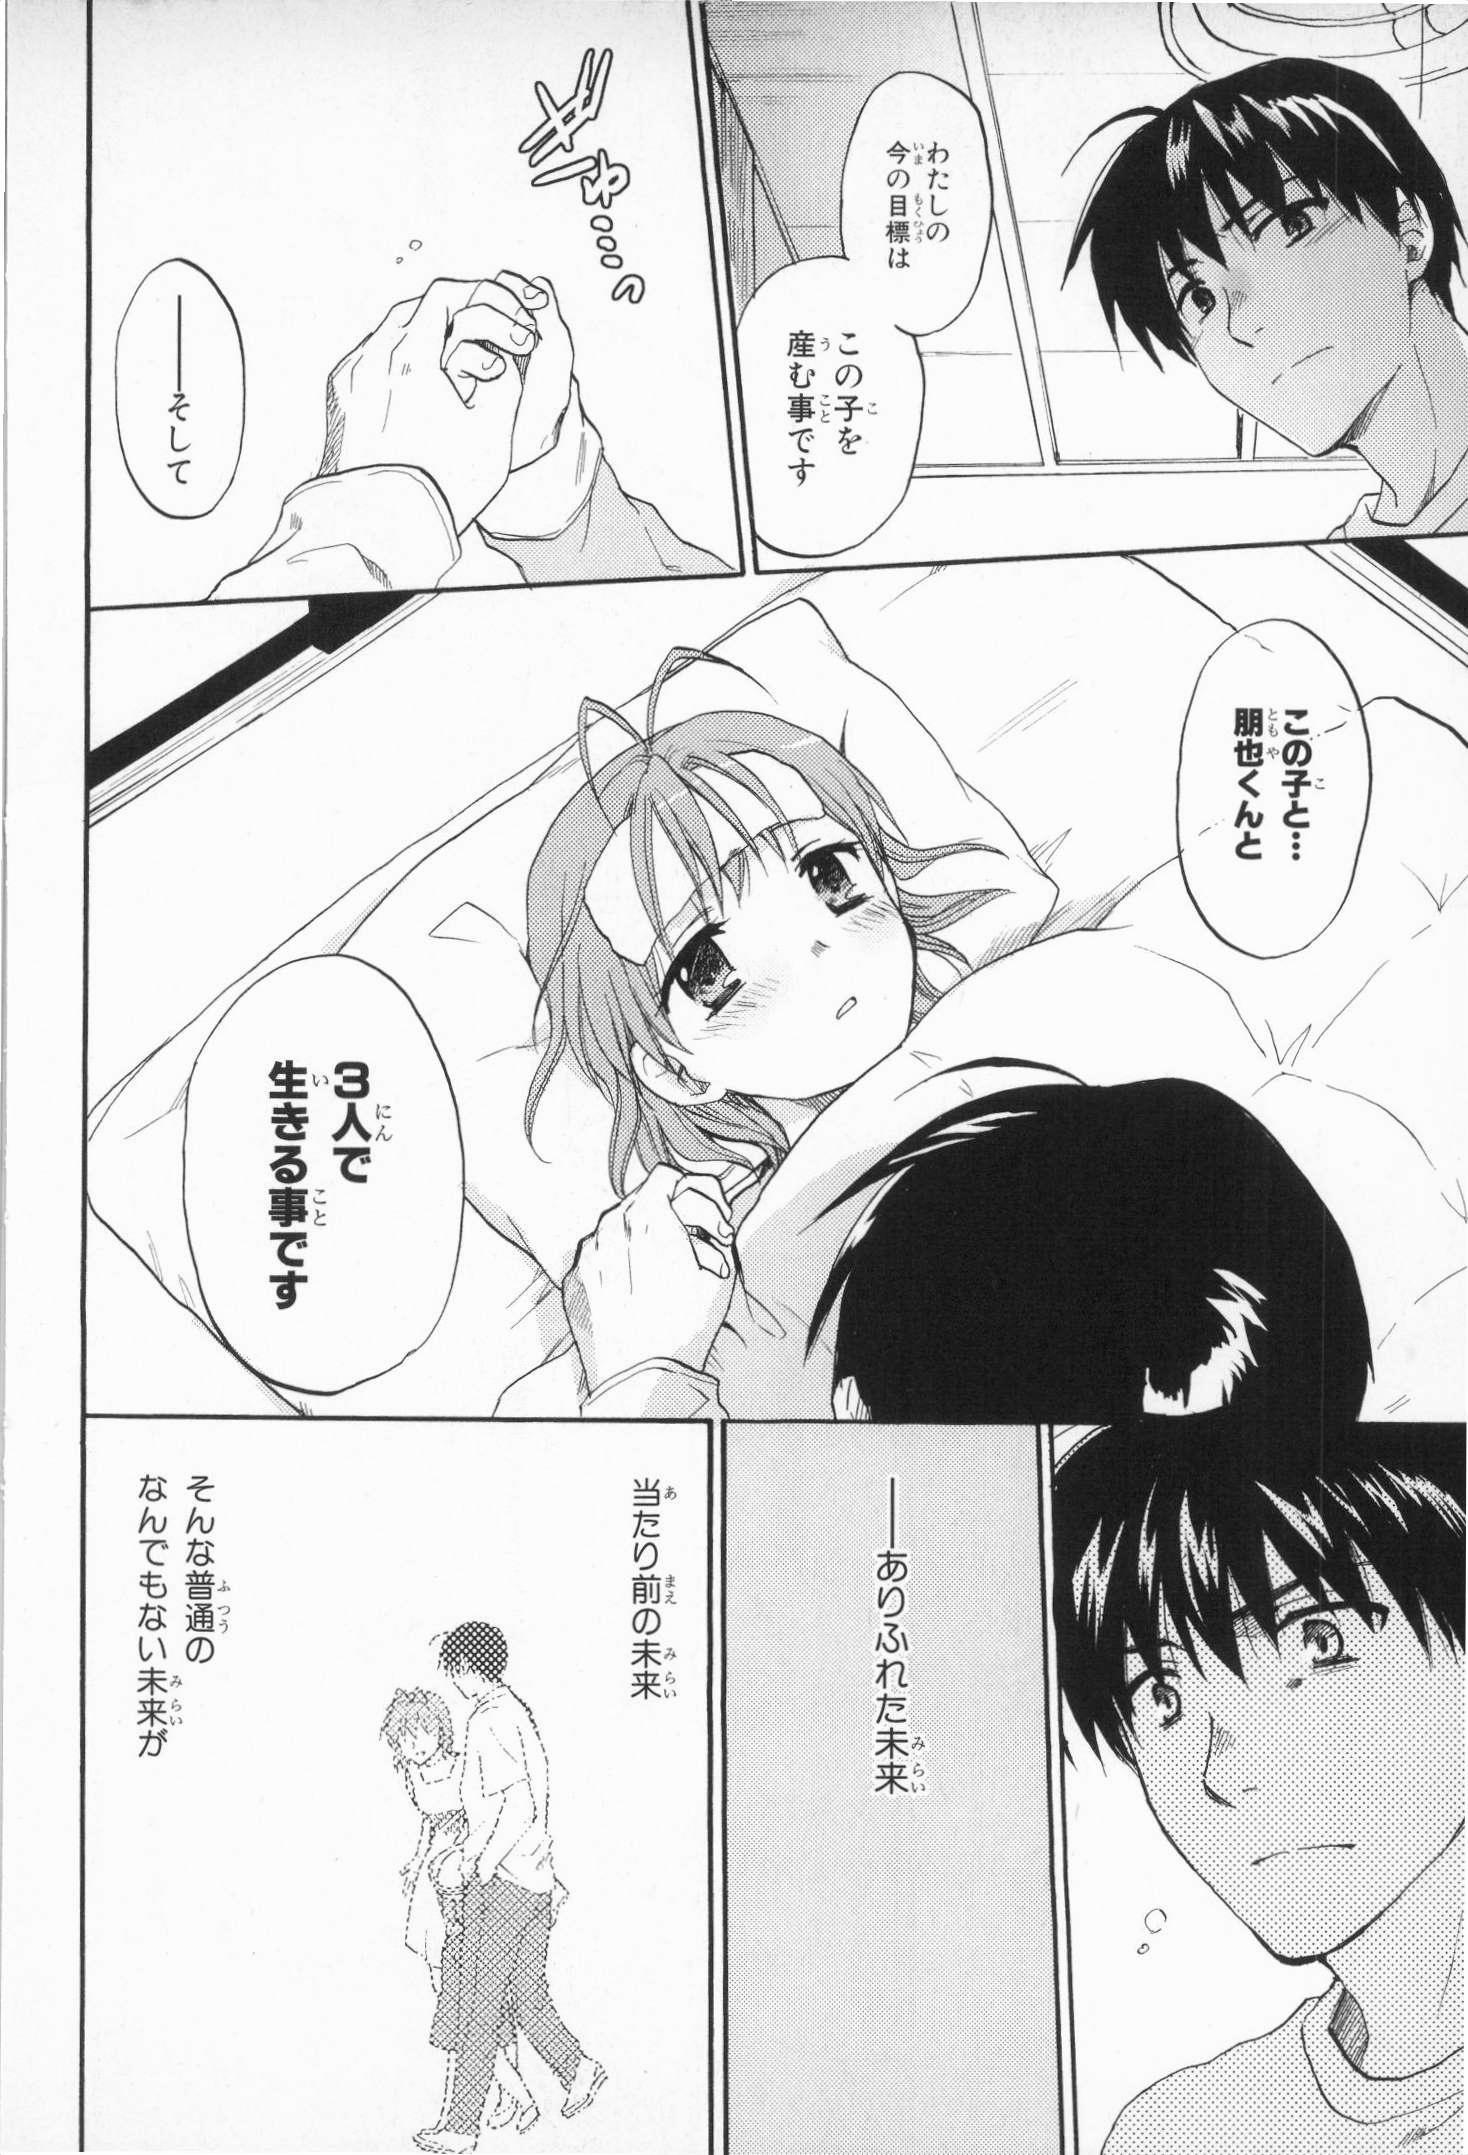 わたしの
今の目標は
この子を
産む事です
ぎゅ…
――そして
この子と…
朋也くんと
3人で
生きる事です
――ありふれた未来
当たり前の未来
そんな普通の
なんでもない未来が